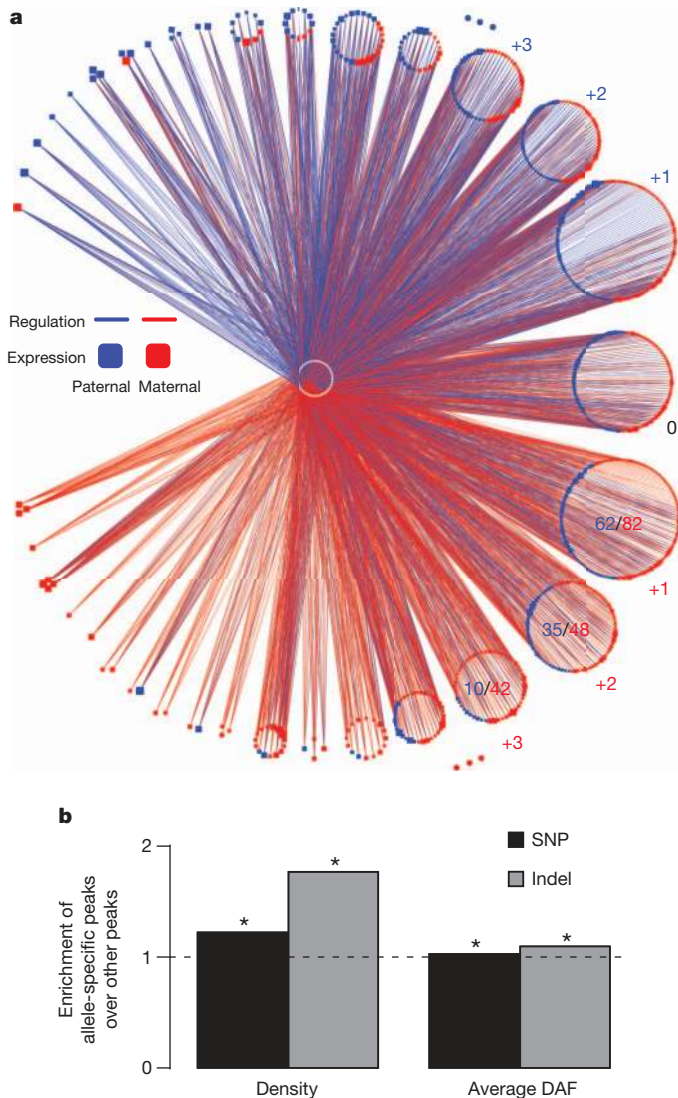 a
+3
+2
+1
Regulation
Expression
Paternal Maternal
0
62/82
+1
35/48
+2
10/42
+3
b
Enrichment of
allele-specific peaks
over other peaks
2
1
0
* * * *
SNP
Indel
Density Average DAF